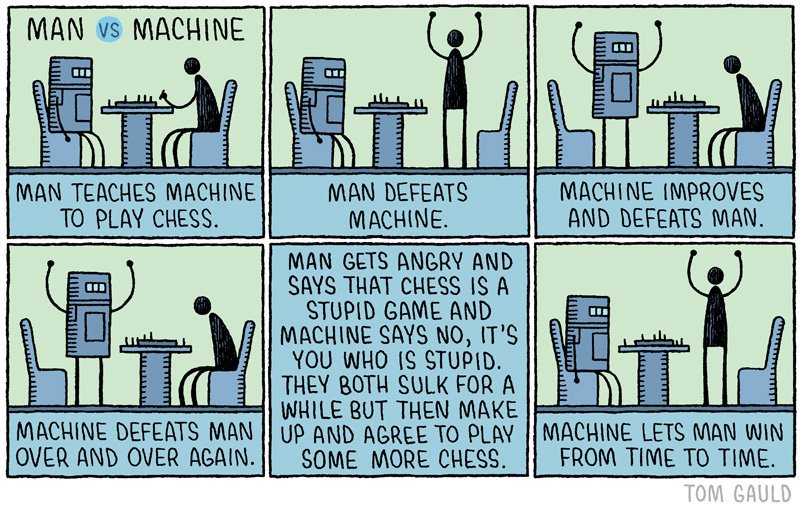 MAN VS MACHINE
MAN TEACHES MACHINE
TO PLAY CHESS.
MAN DEFEATS
MACHINE.
MACHINE IMPROVES
AND DEFEATS MAN.
MACHINE DEFEATS MAN
OVER AND OVER AGAIN.
MAN GETS ANGRY AND
SAYS THAT CHESS IS A
STUPID GAME AND
MACHINE SAYS NO, IT'S
YOU WHO IS STUPID.
THEY BOTH SULK FOR A
WHILE BUT THEN MAKE
UP AND AGREE TO PLAY
SOME MORE CHESS.
MACHINE LETS MAN WIN
FROM TIME TO TIME.
TOM GAULD